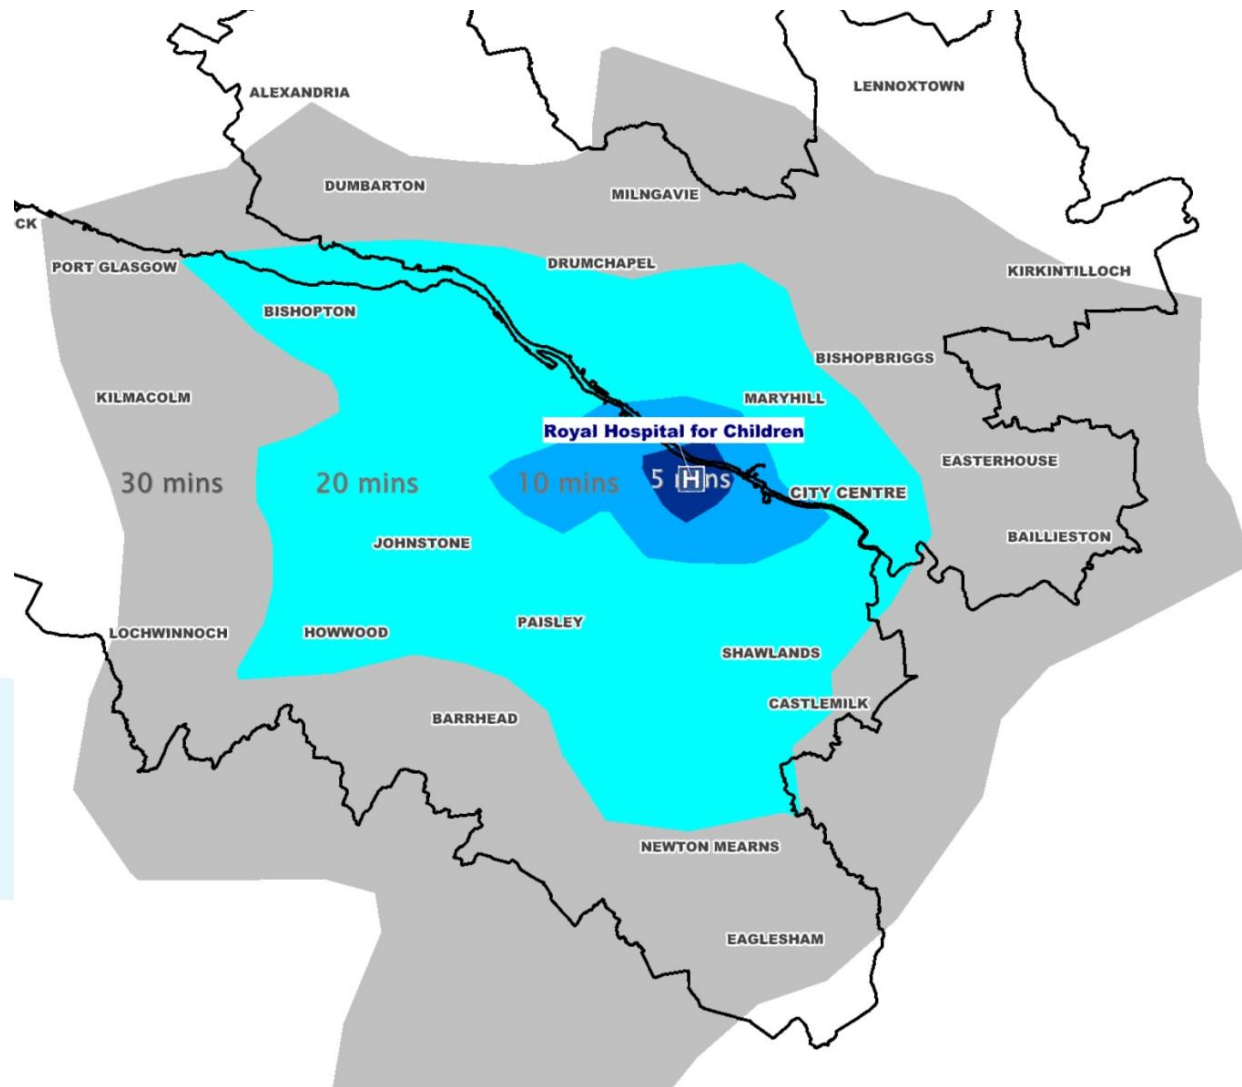 ALEXANDRIA
LENNOXTOWN
DUMBARTON
MILNGAVIE
CK
PORT GLASGOW
DRUMCHAPEL
KIRKINTILLOCH
BISHOPTON
BISHOPBRIGGS
KILMACOLM
MARYHILL
Royal Hospital for Children
EASTERHOUSE
30 mins
20 mins
10 mins
5 mins
H
CITY CENTRE
JOHNSTONE
BAILLIESTON
LOCHWINNOCH
HOWWOOD
PAISLEY
SHAWLANDS
CASTLEMILK
BARRHEAD
NEWTON MEARNS
EAGLESHAM